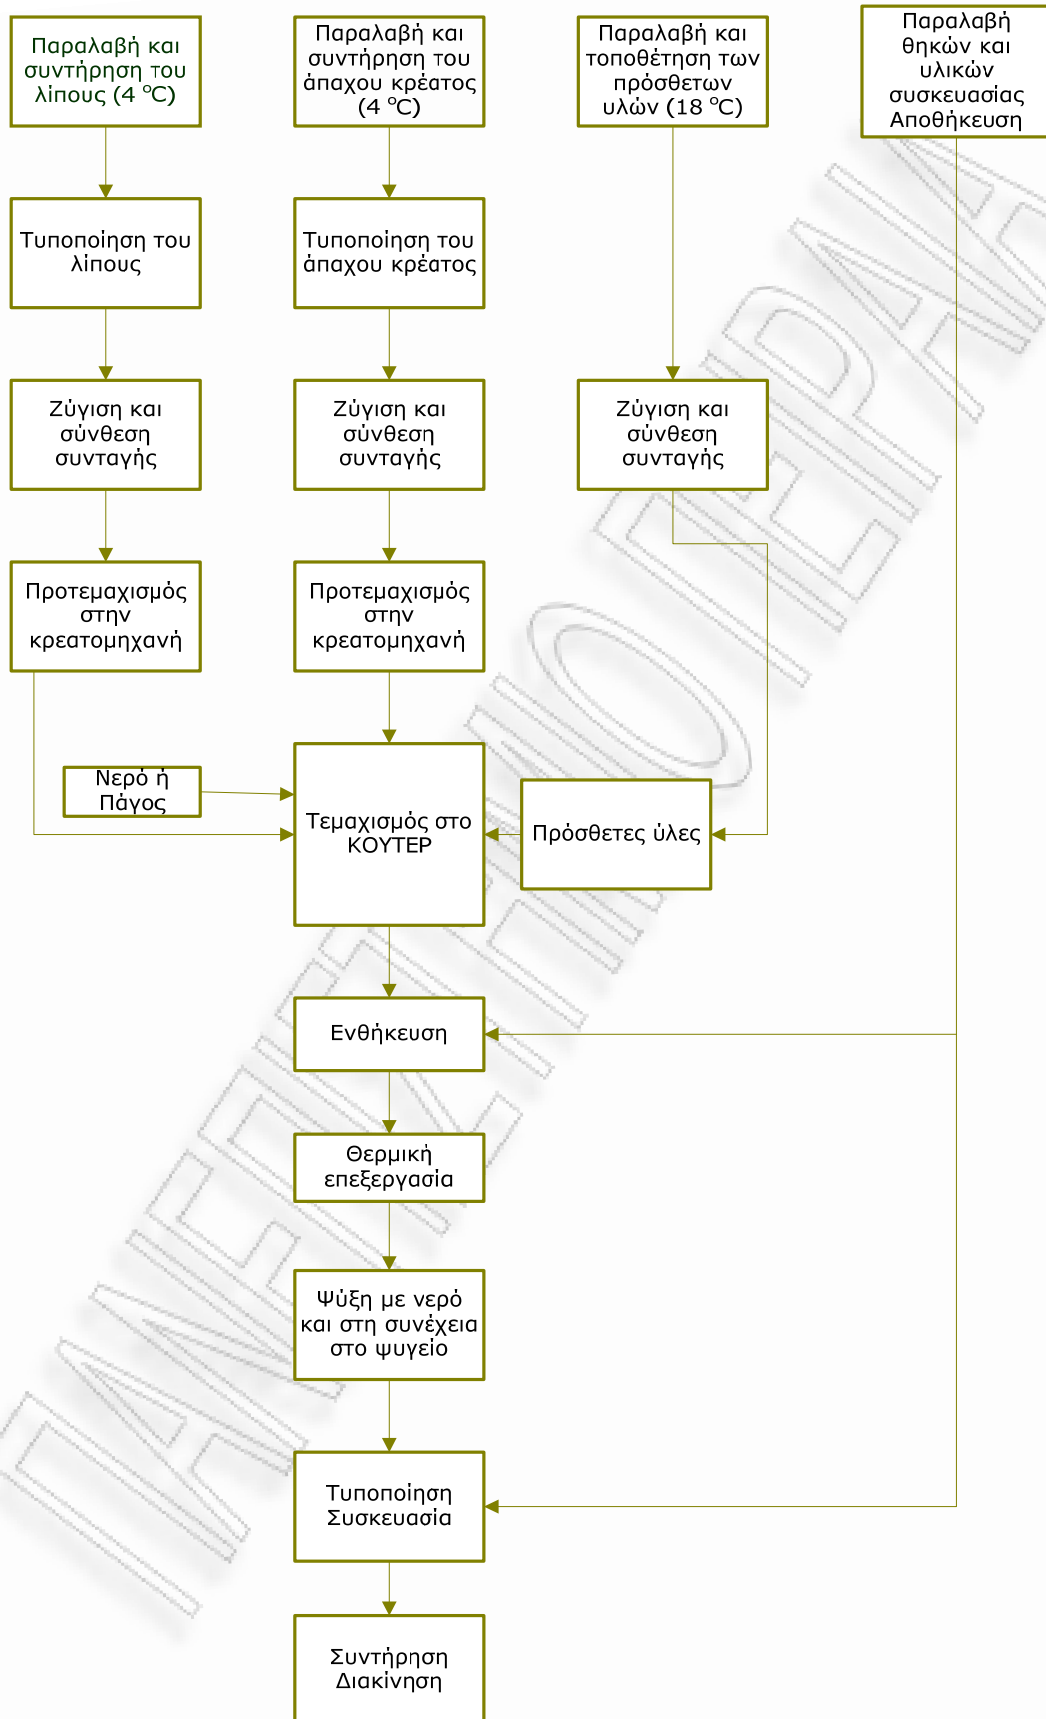 Παραλαβή και
συντήρηση του
λίπους (4 °C)
Παραλαβή και
συντήρηση του
άπαχου κρέατος
(4 °C)
Παραλαβή και
τοποθέτηση των
πρόσθετων
υλών (18 °C)
Παραλαβή
θηκών και
υλικών
συσκευασίας
Αποθήκευση
Τυποποίηση του
λίπους
Τυποποίηση του
άπαχου κρέατος
Ζύγιση και
σύνθεση
συνταγής
Ζύγιση και
σύνθεση
συνταγής
Ζύγιση και
σύνθεση
συνταγής
Προτεμαχισμός
στην
κρεατομηχανή
Προτεμαχισμός
στην
κρεατομηχανή
Νερό ή
Πάγος
Τεμαχισμός στο
ΚΟΥΤΕΡ
Πρόσθετες ύλες
Ενθήκευση
Θερμική
επεξεργασία
Ψύξη με νερό
και στη συνέχεια
στο ψυγείο
Τυποποίηση
Συσκευασία
Συντήρηση
Διακίνηση